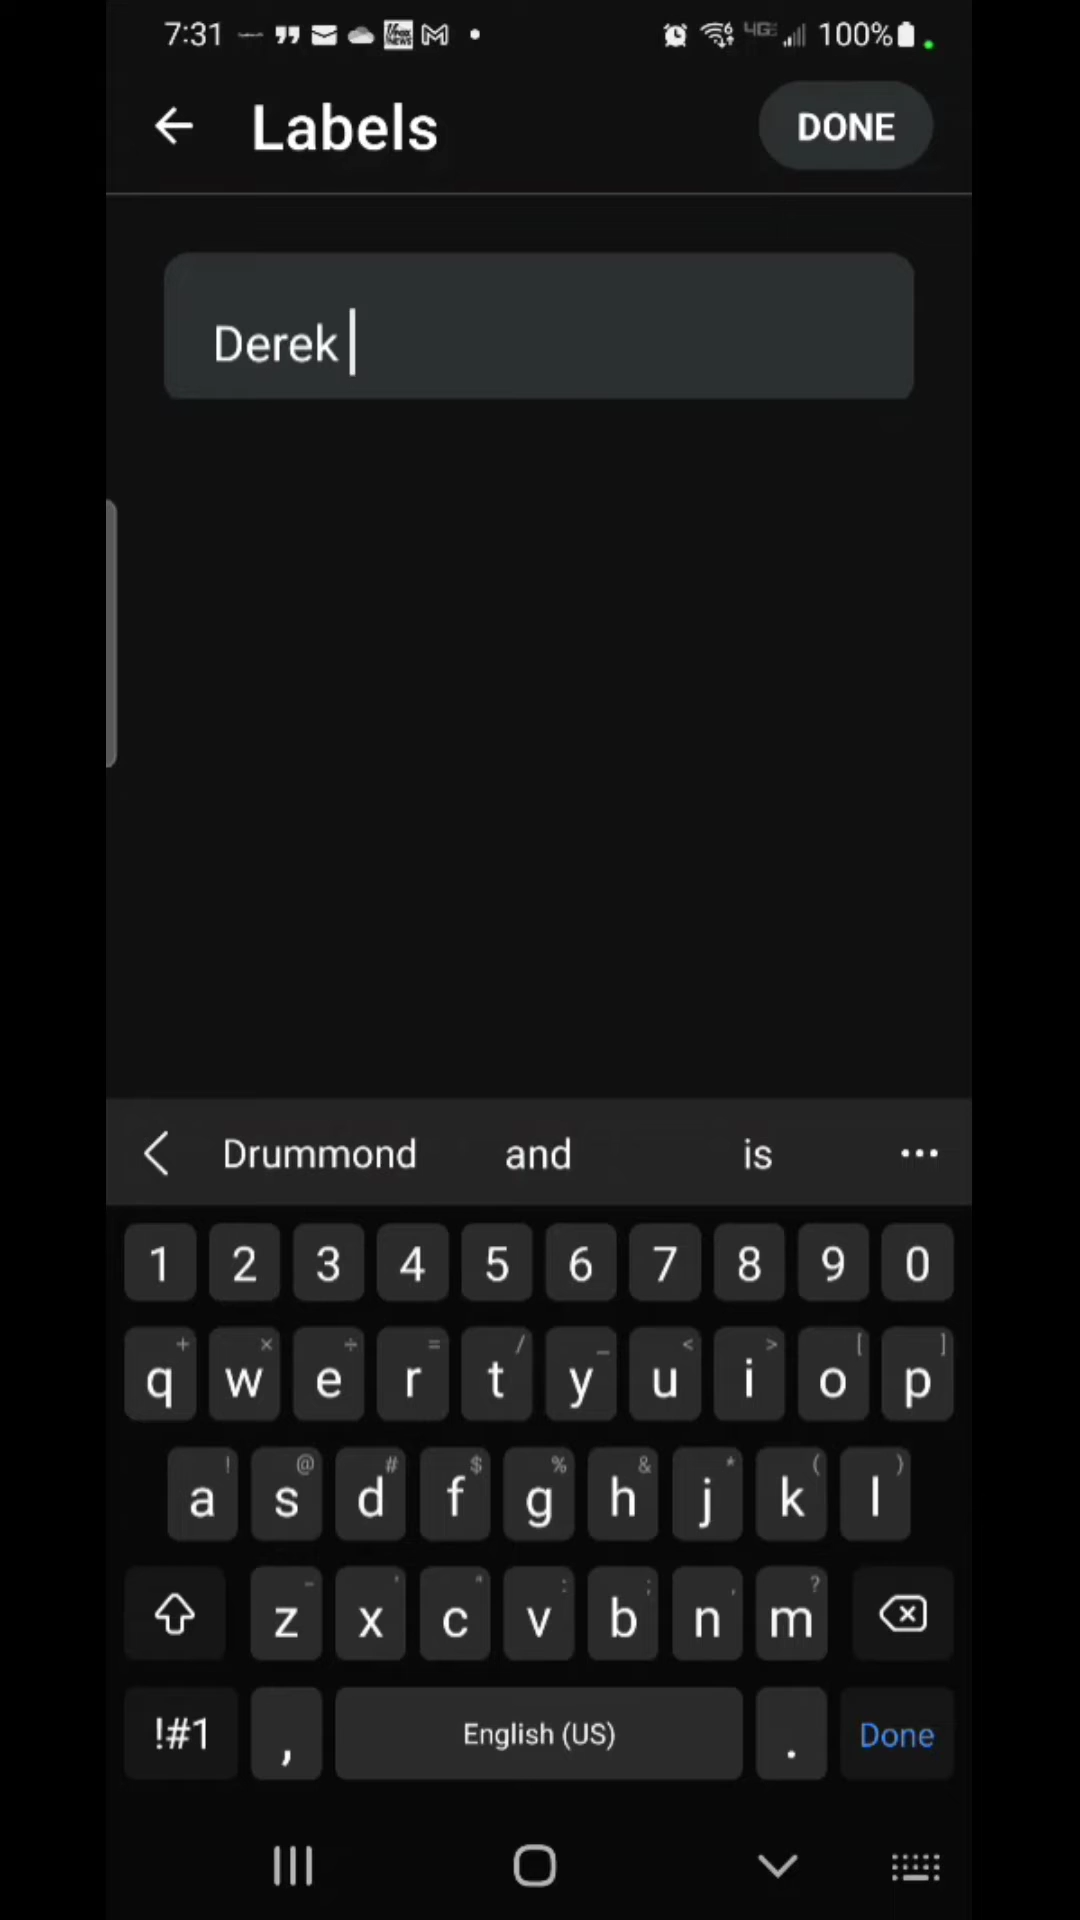 7:31 100%
Labels DONE
Derek
Drummond and is ...
1 2 3 4 5 6 7 8 9 0
+ × ÷ = / _ < > [ ]
q w e r t y u i o p
! @ # $ % & * ( )
a s d f g h j k l
- ' " : ; , ?
z x c v b n m
!#1 , English (US) . Done